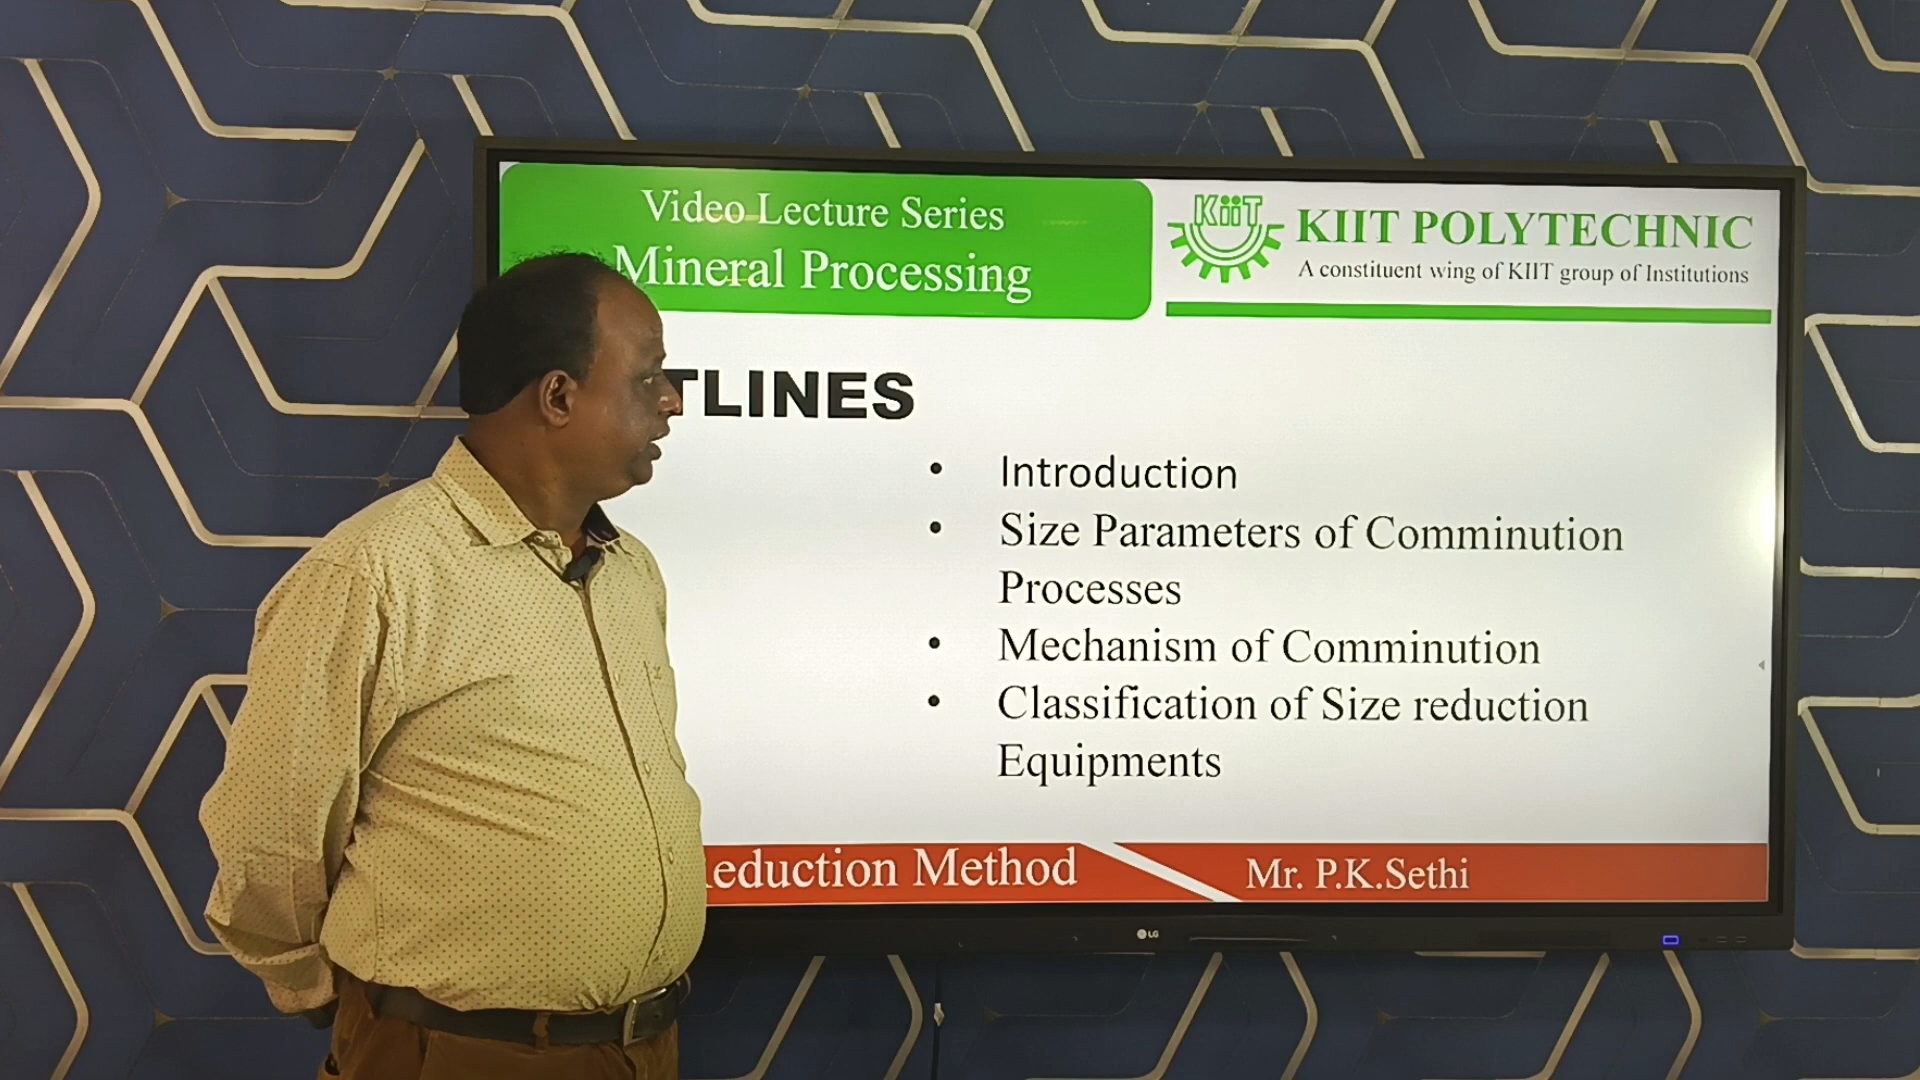 Video Lecture Series
Mineral Processing
KiiT
KIIT POLYTECHNIC
A constituent wing of KIIT group of Institutions
TLINES
• Introduction
• Size Parameters of Comminution
Processes
• Mechanism of Comminution
• Classification of Size reduction
Equipments
eduction Method
Mr. P.K.Sethi
LG